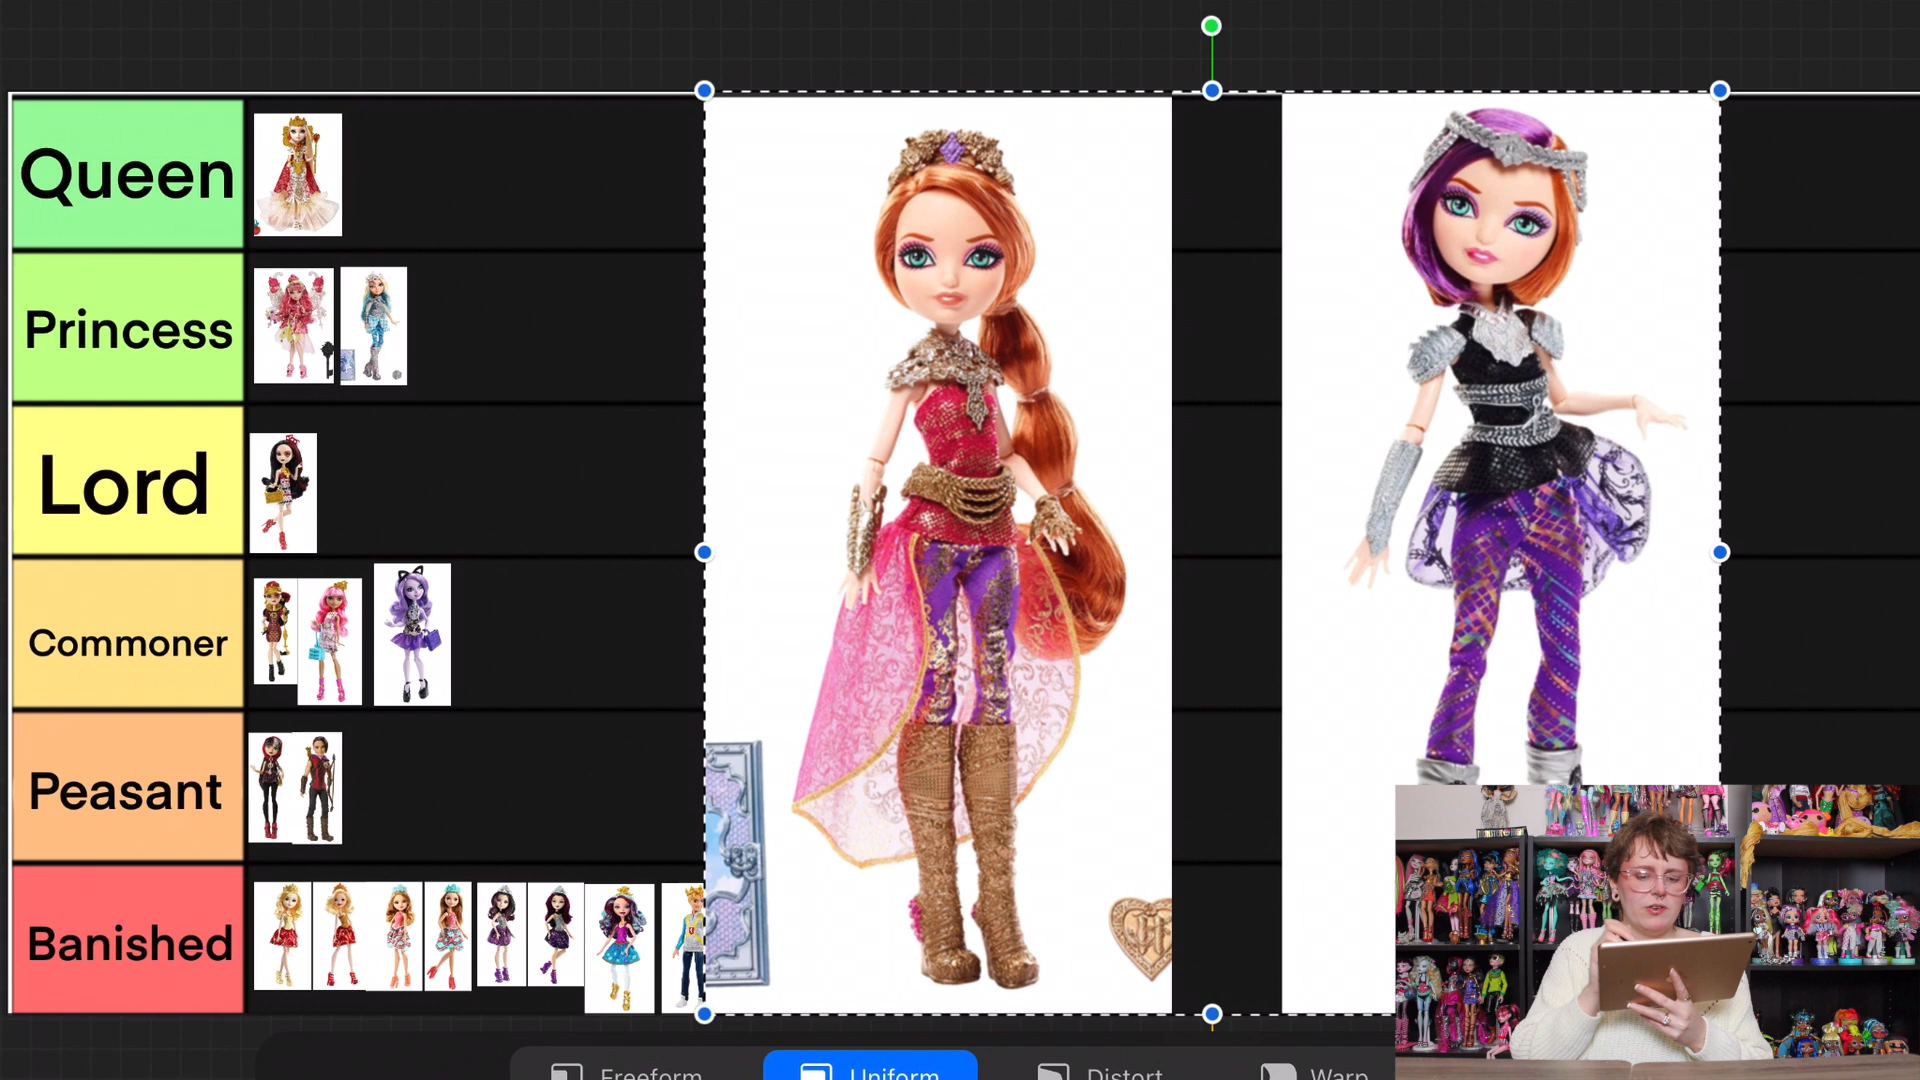 Queen
Princess
Lord
Commoner
Peasant
Banished
Freeform
Uniform
Distort
Warp